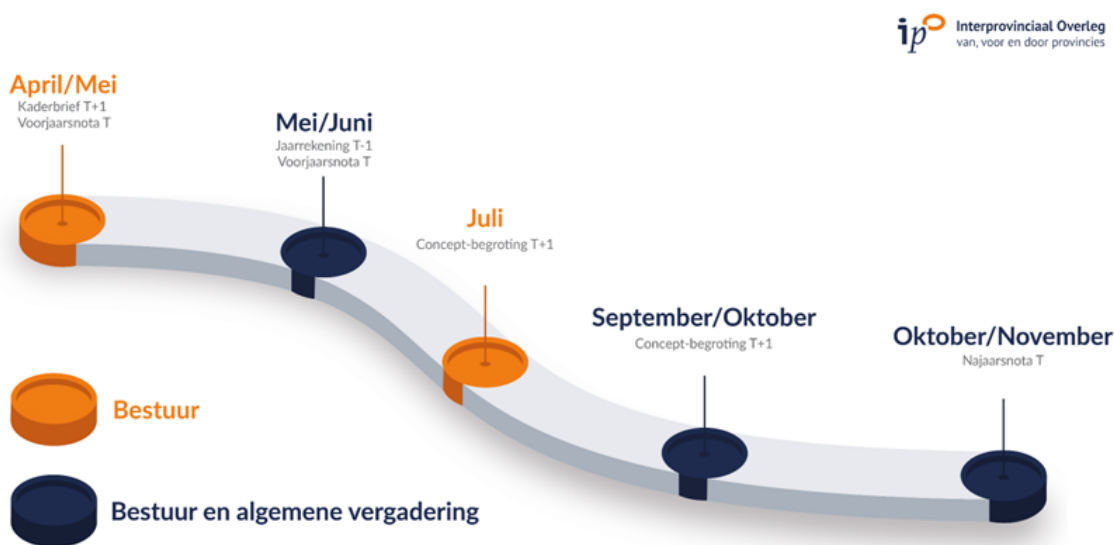 ipo Interprovinciaal Overleg
van, voor en door provincies
April/Mei
Kaderbrief T+1
Voorjaarsnota T
Mei/Juni
Jaarrekening T-1
Voorjaarsnota T
Juli
Concept-begroting T+1
September/Oktober
Concept-begroting T+1
Oktober/November
Najaarsnota T
Bestuur
Bestuur en algemene vergadering